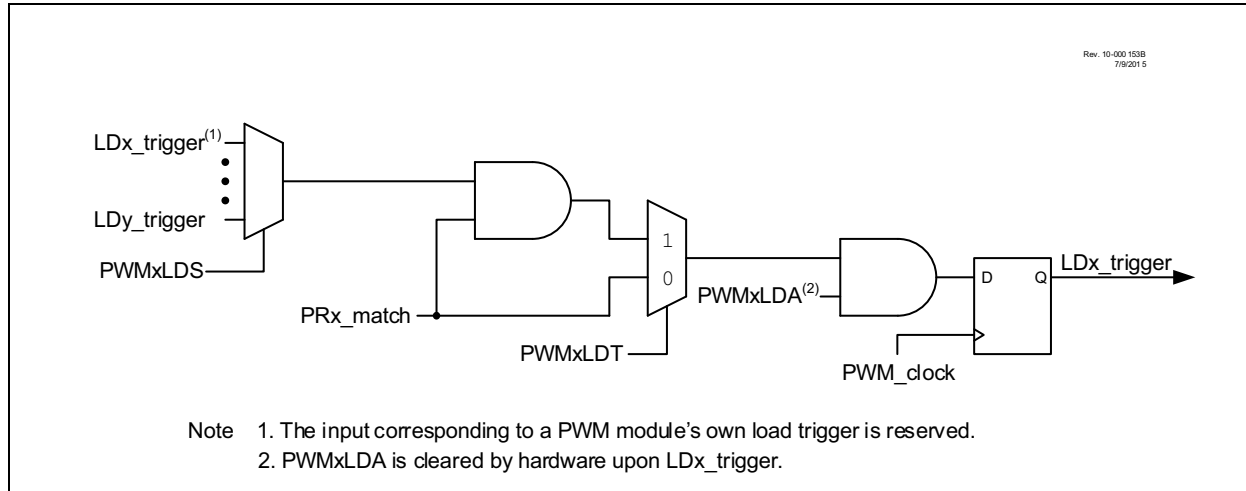 Rev. 10-000 153B
7/9/201 5
LDx_trigger(1)
LDy_trigger
PWMxLDS
1
0
PRx_match
PWMxLDT
PWMxLDA(2)
D
Q
LDx_trigger
PWM_clock
Note 1. The input corresponding to a PWM module's own load trigger is reserved.
2. PWMxLDA is cleared by hardware upon LDx_trigger.